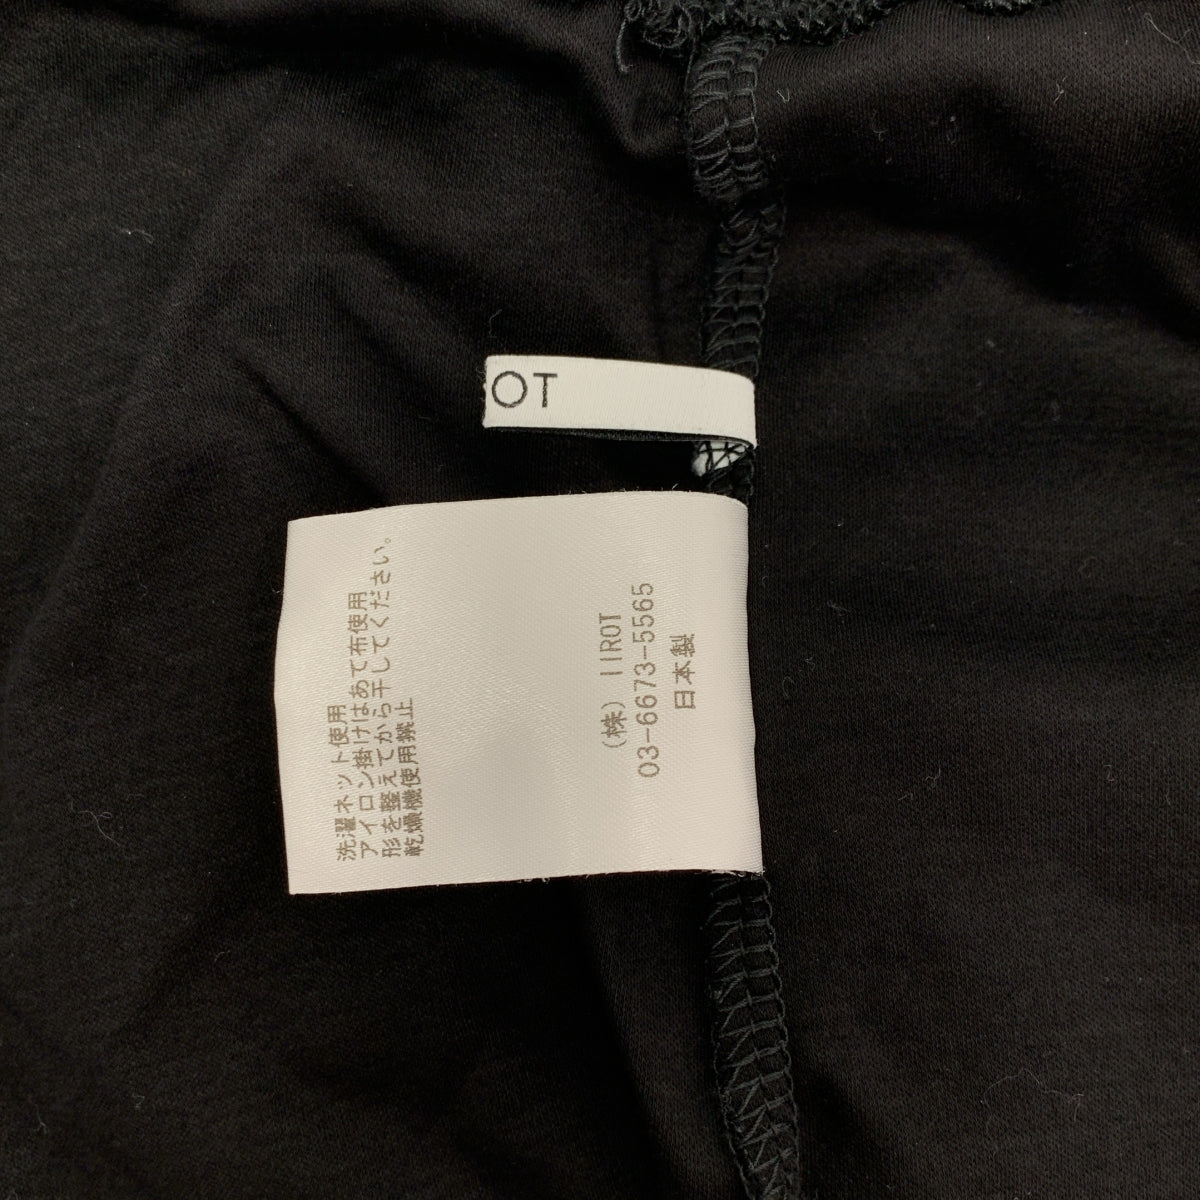 OT
洗濯ネット使用
アイロン掛けはあて布使用
形を整えてから干してください。
乾燥機使用禁止
(株) IIROT
03-6673-5565
日本製